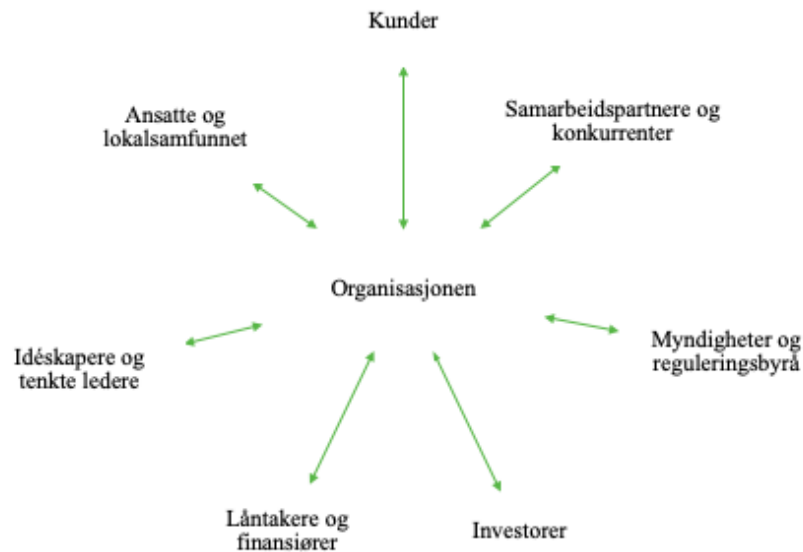 Kunder
Ansatte og
lokalsamfunnet
Samarbeidspartnere og
konkurrenter
Organisasjonen
Idéskapere og
tenkte ledere
Myndigheter og
reguleringsbyrå
Låntakere og
finansiører
Investorer